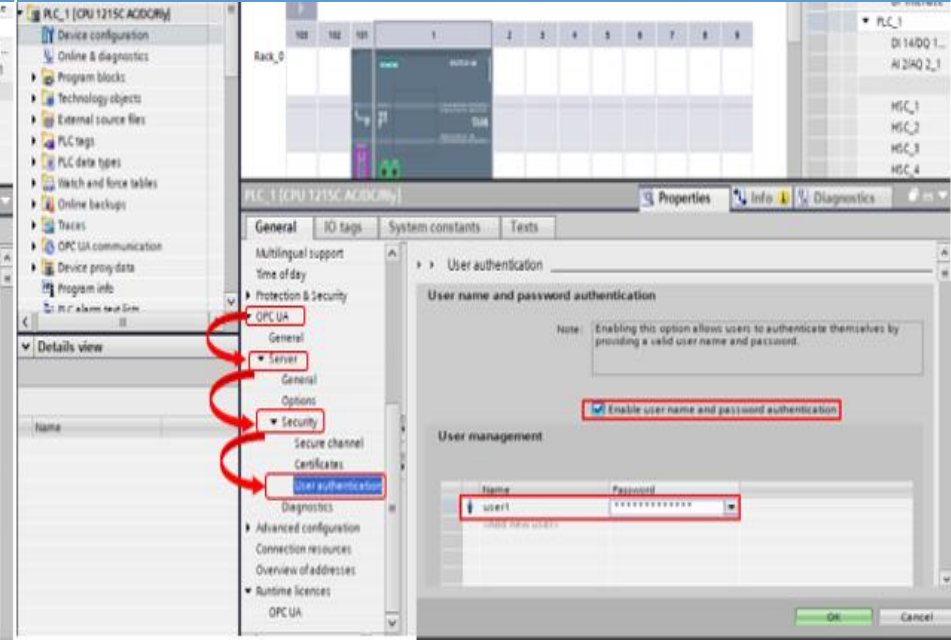 PLC_1 [CPU 1215C AC/DC/Rly]
Device configuration
Online & diagnostics
Program blocks
Technology objects
External source files
PLC tags
PLC data types
Watch and force tables
Online backups
Traces
OPC UA communication
Device proxy data
Program info
PLC alarm text lists
Details view
Name
103 102 101 1 2 3 4 5 6 7 8 9
Rack_0
PLC_1
DI 14/DQ 1...
AI 2/AQ 2_1
HSC_1
HSC_2
HSC_3
HSC_4
PLC_1 [CPU 1215C AC/DC/Rly]
Properties Info Diagnostics
General IO tags System constants Texts
Multilingual support
Time of day
Protection & Security
OPC UA
General
Server
General
Options
Security
Secure channel
Certificates
User authentication
Diagnostics
Advanced configuration
Connection resources
Overview of addresses
Runtime licences
OPC UA
User authentication
User name and password authentication
Note: Enabling this option allows users to authenticate themselves by
providing a valid user name and password.
Enable user name and password authentication
User management
Name Password
user1 *************
<Add new user>
OK Cancel